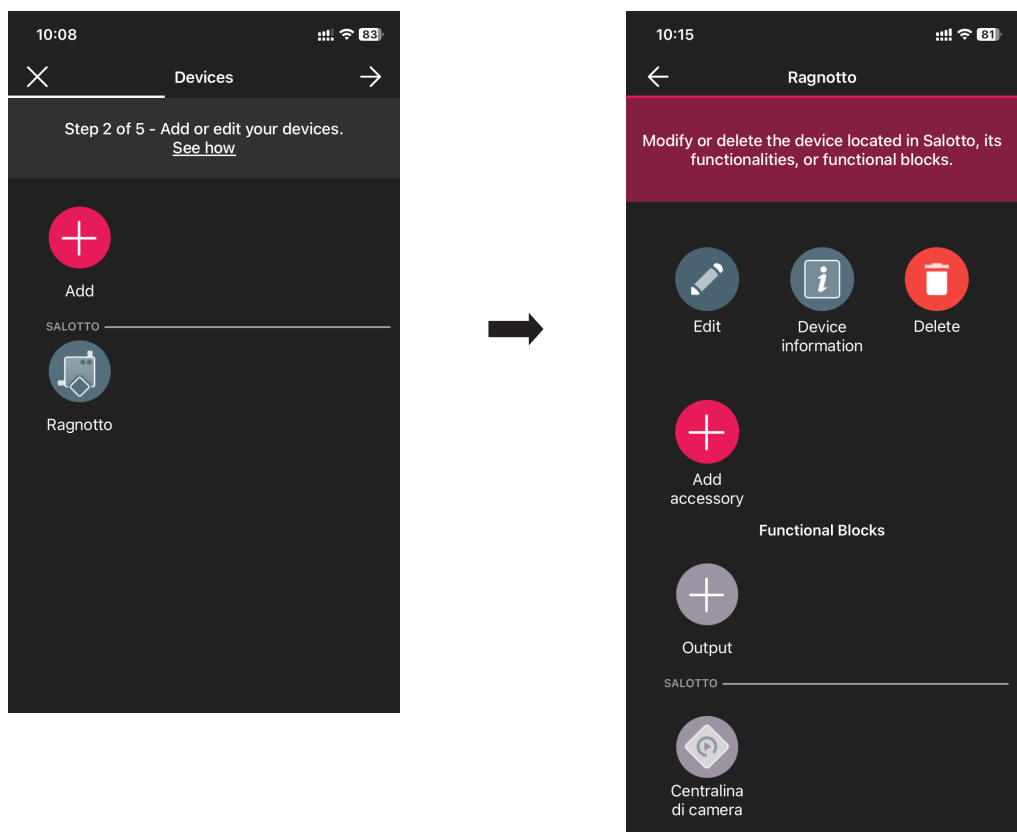 10:08
83
Devices
Step 2 of 5 - Add or edit your devices.
See how
Add
SALOTTO
Ragnotto
10:15
81
Ragnotto
Modify or delete the device located in Salotto, its
functionalities, or functional blocks.
Edit
Device
information
Delete
Add
accessory
Functional Blocks
Output
SALOTTO
Centralina
di camera